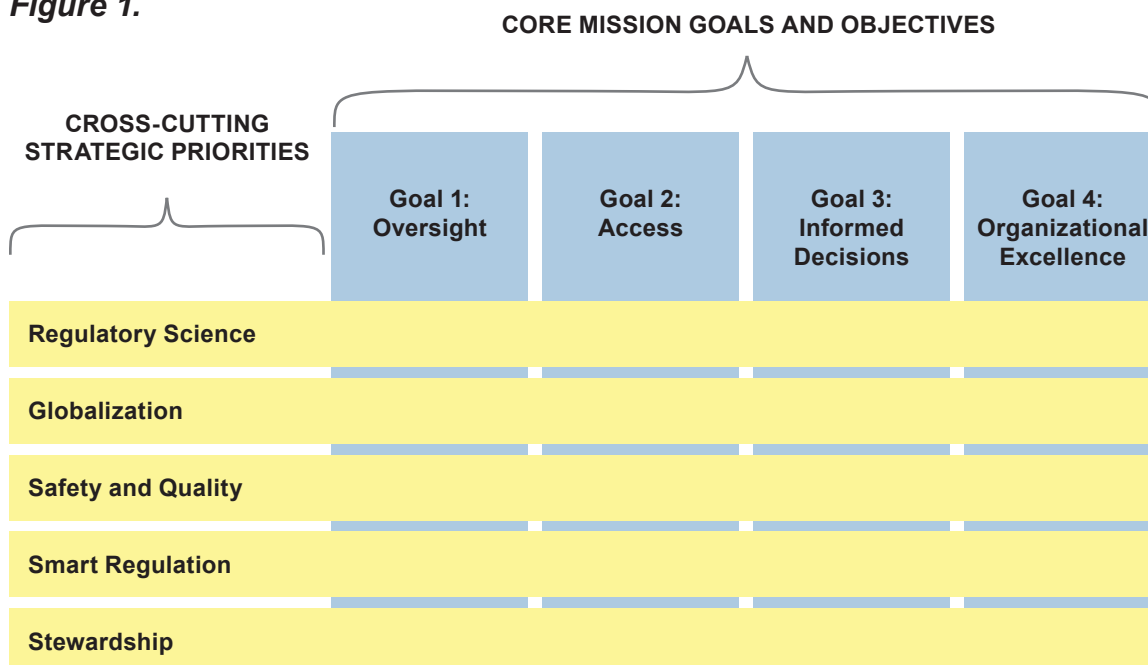 Figure 1.
CORE MISSION GOALS AND OBJECTIVES
CROSS-CUTTING
STRATEGIC PRIORITIES
Goal 1:
Oversight
Goal 2:
Access
Goal 3:
Informed
Decisions
Goal 4:
Organizational
Excellence
Regulatory Science
Globalization
Safety and Quality
Smart Regulation
Stewardship